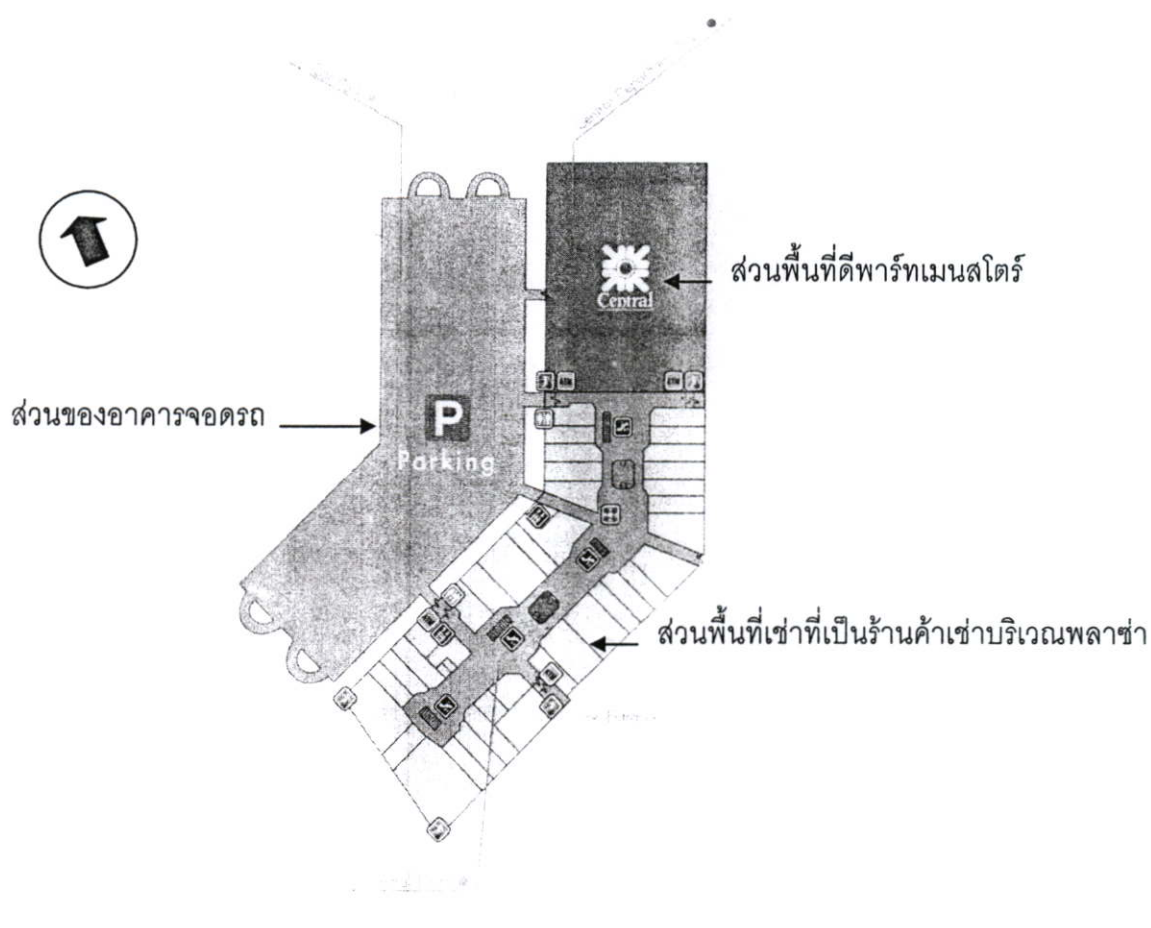 ส่วนพื้นที่ดีพาร์ทเมนสโตร์
Central
ส่วนของอาคารจอดรถ
P
Parking
ส่วนพื้นที่เช่าที่เป็นร้านค้าเช่าบริเวณพลาซ่า